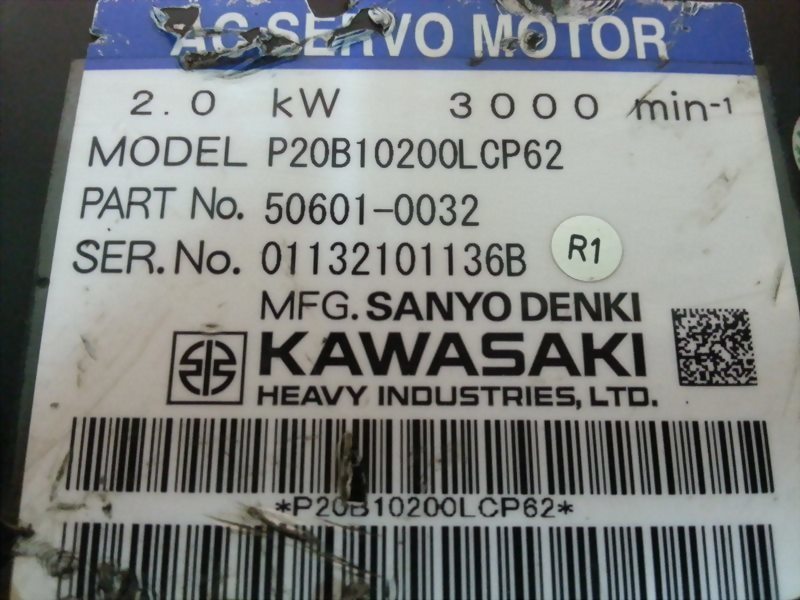 AC SERVO MOTOR
2.0 kW 3000 min-1
MODEL P20B10200LCP62
PART No. 50601-0032
SER. No. 01132101136B R1
MFG. SANYO DENKI
KAWASAKI
HEAVY INDUSTRIES, LTD.
*P20B10200LCP62*